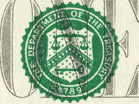 THE DEPARTMENT OF THE TREASURY
1789